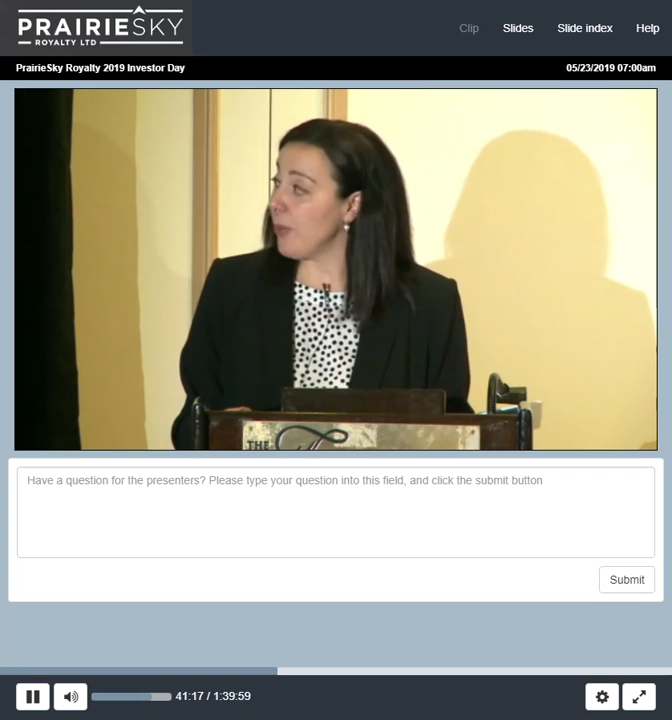 PRAIRIESKY
ROYALTY LTD
Clip Slides Slide index Help
PrairieSky Royalty 2019 Investor Day 05/23/2019 07:00am
THE
Have a question for the presenters? Please type your question into this field, and click the submit button
Submit
41:17 / 1:39:59